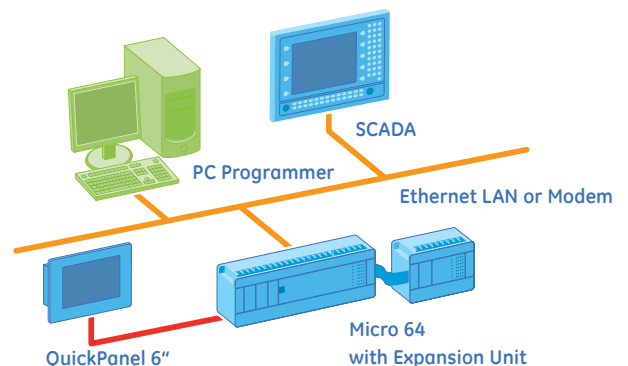 SCADA
PC Programmer
Ethernet LAN or Modem
Micro 64
with Expansion Unit
QuickPanel 6”